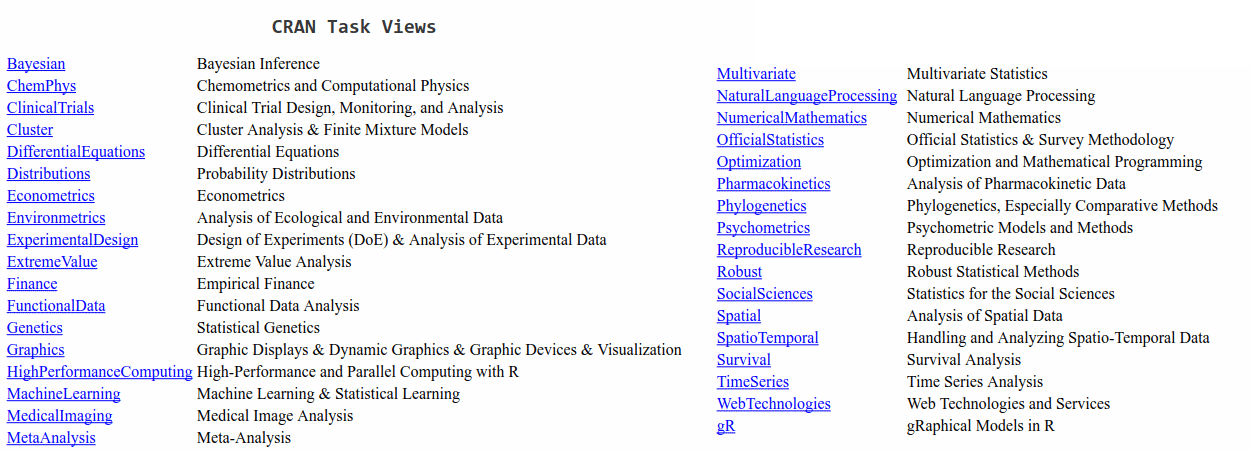 CRAN Task Views
Bayesian Bayesian Inference
ChemPhys Chemometrics and Computational Physics
ClinicalTrials Clinical Trial Design, Monitoring, and Analysis
Cluster Cluster Analysis & Finite Mixture Models
DifferentialEquations Differential Equations
Distributions Probability Distributions
Econometrics Econometrics
Environmetrics Analysis of Ecological and Environmental Data
ExperimentalDesign Design of Experiments (DoE) & Analysis of Experimental Data
ExtremeValue Extreme Value Analysis
Finance Empirical Finance
FunctionalData Functional Data Analysis
Genetics Statistical Genetics
Graphics Graphic Displays & Dynamic Graphics & Graphic Devices & Visualization
HighPerformanceComputing High-Performance and Parallel Computing with R
MachineLearning Machine Learning & Statistical Learning
MedicalImaging Medical Image Analysis
MetaAnalysis Meta-Analysis
Multivariate Multivariate Statistics
NaturalLanguageProcessing Natural Language Processing
NumericalMathematics Numerical Mathematics
OfficialStatistics Official Statistics & Survey Methodology
Optimization Optimization and Mathematical Programming
Pharmacokinetics Analysis of Pharmacokinetic Data
Phylogenetics Phylogenetics, Especially Comparative Methods
Psychometrics Psychometric Models and Methods
ReproducibleResearch Reproducible Research
Robust Robust Statistical Methods
SocialSciences Statistics for the Social Sciences
Spatial Analysis of Spatial Data
SpatioTemporal Handling and Analyzing Spatio-Temporal Data
Survival Survival Analysis
TimeSeries Time Series Analysis
WebTechnologies Web Technologies and Services
gR gRaphical Models in R